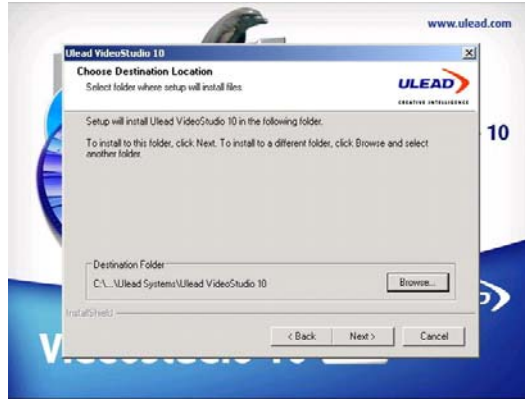 www.ulead.com
Ulead VideoStudio 10
Choose Destination Location
Select folder where setup will install files.
ULEAD
CREATIVE INTELLIGENCE
Setup will install Ulead VideoStudio 10 in the following folder.
To install to this folder, click Next. To install to a different folder, click Browse and select
another folder.
10
Destination Folder
C:\...\Ulead Systems\Ulead VideoStudio 10
Browse...
InstallShield
< Back
Next >
Cancel